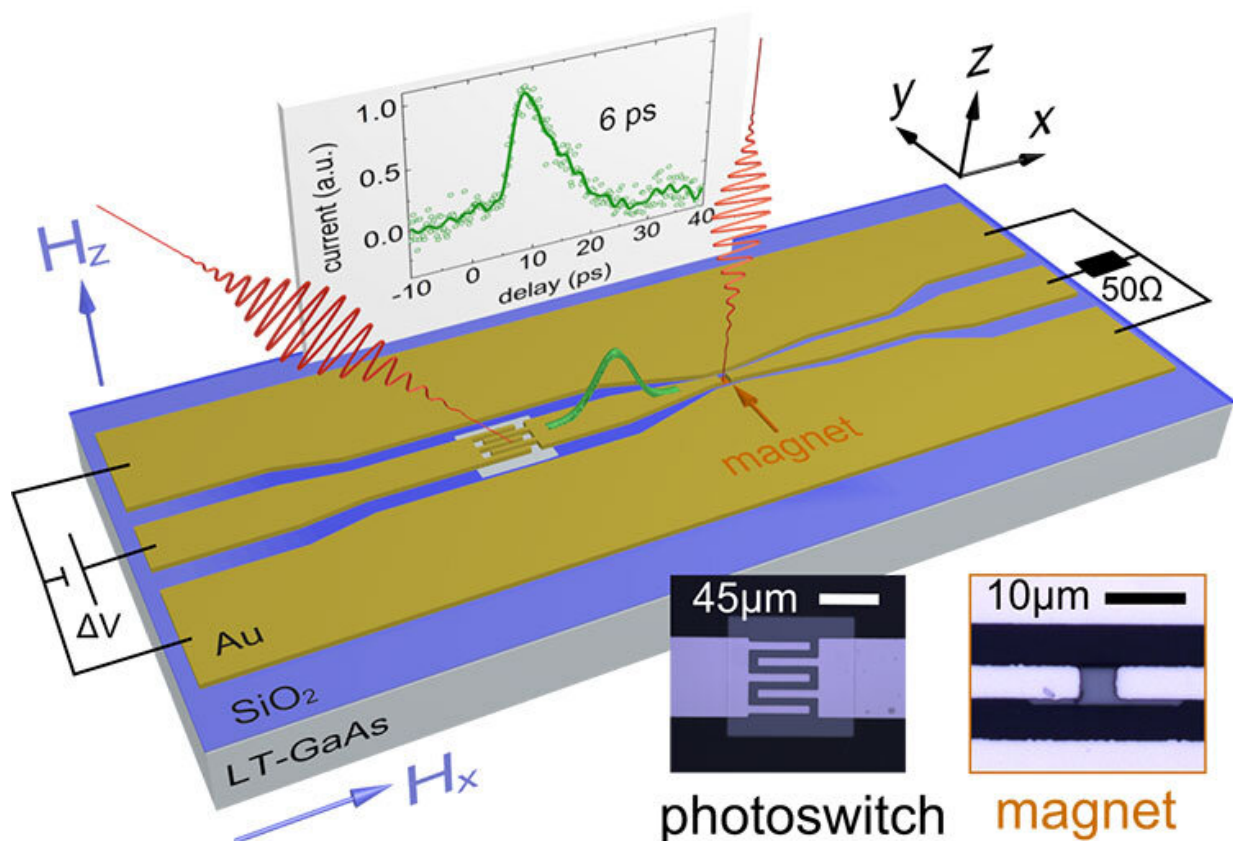 1.0
0.5
0.0
current (a.u.)
6 ps
-10
0
10
20
30
40
delay (ps)
y
z
x
Hz
50Ω
magnet
ΔV
Au
SiO₂
LT-GaAs
Hx
45μm
10μm
photoswitch
magnet